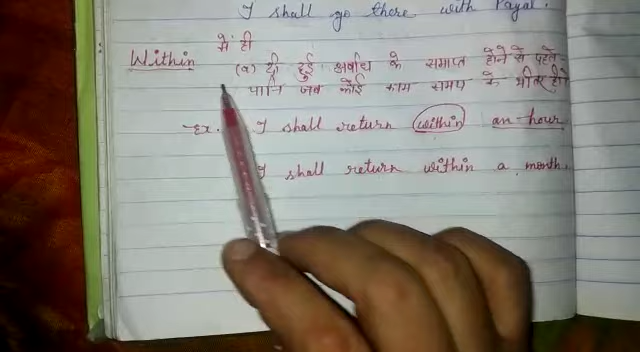 I shall go there with Payal.
में ही
Within
(a) दी हुई अवधि के समाप्त होने से पहले-
यानि जब कोई काम समय के भीतर होते
Ex. I shall return within an hour.
I shall return within a month.